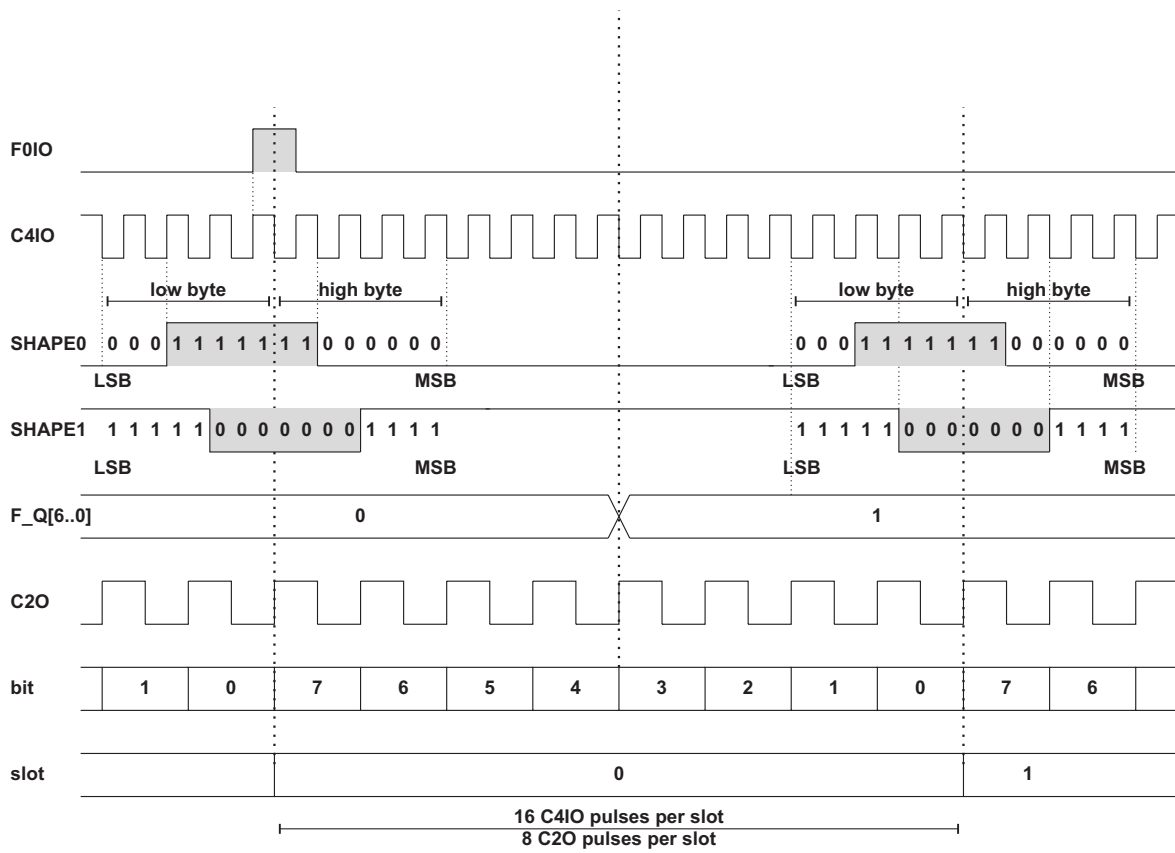 F0IO
C4IO
low byte high byte low byte high byte
SHAPE0 0 0 0 1 1 1 1 1 1 1 0 0 0 0 0 0 0 0 0 1 1 1 1 1 1 1 0 0 0 0 0 0
LSB MSB LSB MSB
SHAPE1 1 1 1 1 1 0 0 0 0 0 0 0 1 1 1 1 1 1 1 1 1 0 0 0 0 0 0 0 1 1 1 1
LSB MSB LSB MSB
F_Q[6..0] 0 1
C2O
bit 1 0 7 6 5 4 3 2 1 0 7 6
slot 0 1
16 C4IO pulses per slot
8 C2O pulses per slot